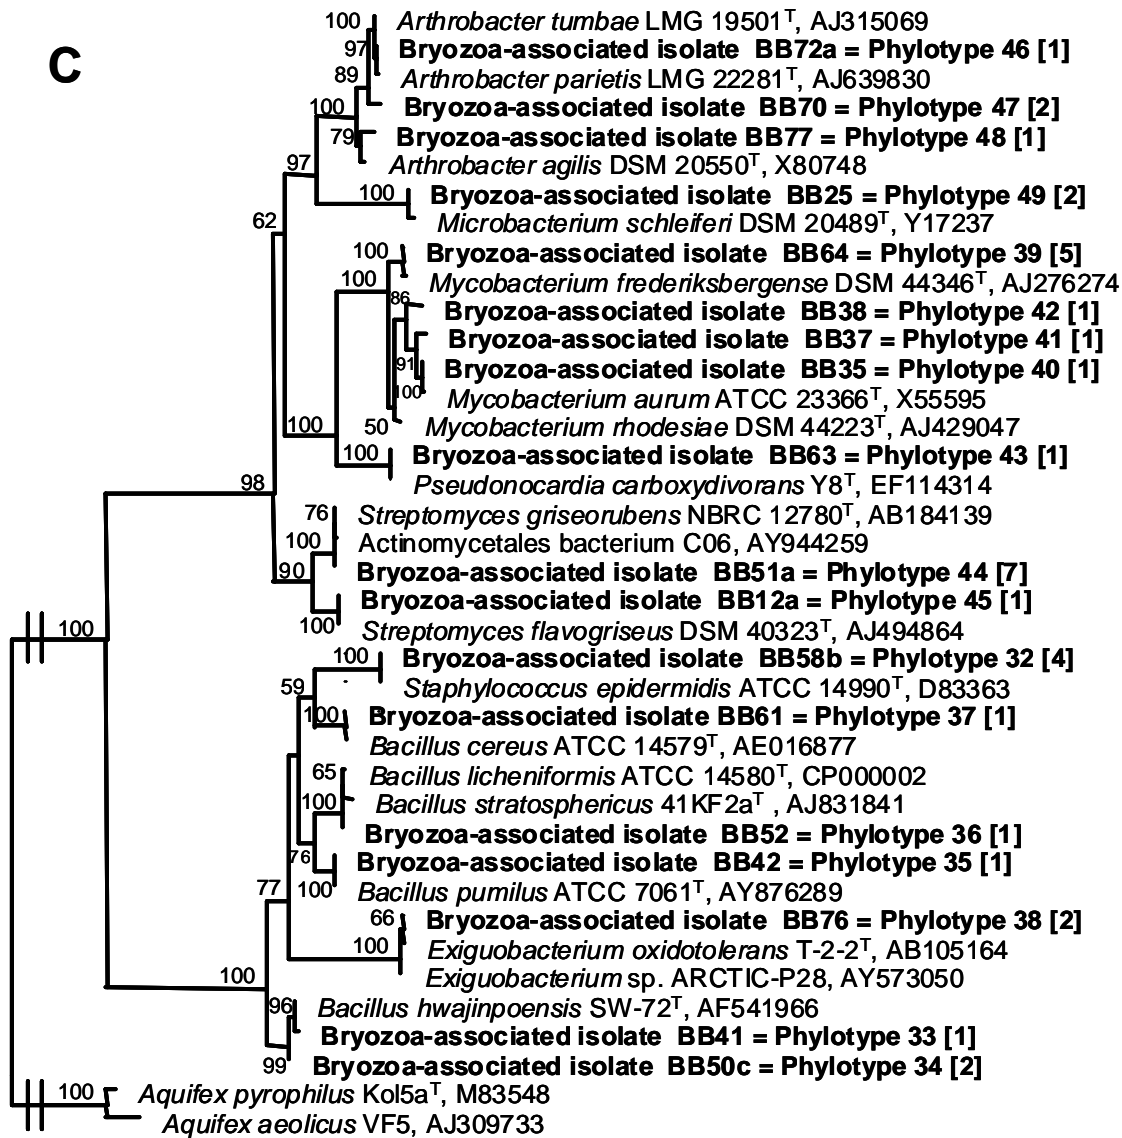 C
100 Arthrobacter tumbae LMG 19501T, AJ315069
97 Bryozoa-associated isolate BB72a = Phylotype 46 [1]
89 Arthrobacter parietis LMG 22281T, AJ639830
100 Bryozoa-associated isolate BB70 = Phylotype 47 [2]
79 Bryozoa-associated isolate BB77 = Phylotype 48 [1]
97 Arthrobacter agilis DSM 20550T, X80748
100 Bryozoa-associated isolate BB25 = Phylotype 49 [2]
62 Microbacterium schleiferi DSM 20489T, Y17237
100 Bryozoa-associated isolate BB64 = Phylotype 39 [5]
100 Mycobacterium frederiksbergense DSM 44346T, AJ276274
86 Bryozoa-associated isolate BB38 = Phylotype 42 [1]
Bryozoa-associated isolate BB37 = Phylotype 41 [1]
91 Bryozoa-associated isolate BB35 = Phylotype 40 [1]
100 Mycobacterium aurum ATCC 23366T, X55595
100 50 Mycobacterium rhodesiae DSM 44223T, AJ429047
100 Bryozoa-associated isolate BB63 = Phylotype 43 [1]
98 Pseudonocardia carboxydivorans Y8T, EF114314
76 Streptomyces griseorubens NBRC 12780T, AB184139
100 Actinomycetales bacterium C06, AY944259
90 Bryozoa-associated isolate BB51a = Phylotype 44 [7]
Bryozoa-associated isolate BB12a = Phylotype 45 [1]
100 100 Streptomyces flavogriseus DSM 40323T, AJ494864
100 Bryozoa-associated isolate BB58b = Phylotype 32 [4]
59 Staphylococcus epidermidis ATCC 14990T, D83363
100 Bryozoa-associated isolate BB61 = Phylotype 37 [1]
Bacillus cereus ATCC 14579T, AE016877
65 Bacillus licheniformis ATCC 14580T, CP000002
100 Bacillus stratosphericus 41KF2aT , AJ831841
Bryozoa-associated isolate BB52 = Phylotype 36 [1]
76 Bryozoa-associated isolate BB42 = Phylotype 35 [1]
77 100 Bacillus pumilus ATCC 7061T, AY876289
66 Bryozoa-associated isolate BB76 = Phylotype 38 [2]
100 Exiguobacterium oxidotolerans T-2-2T, AB105164
100 Exiguobacterium sp. ARCTIC-P28, AY573050
96 Bacillus hwajinpoensis SW-72T, AF541966
Bryozoa-associated isolate BB41 = Phylotype 33 [1]
99 Bryozoa-associated isolate BB50c = Phylotype 34 [2]
100 Aquifex pyrophilus Kol5aT, M83548
Aquifex aeolicus VF5, AJ309733